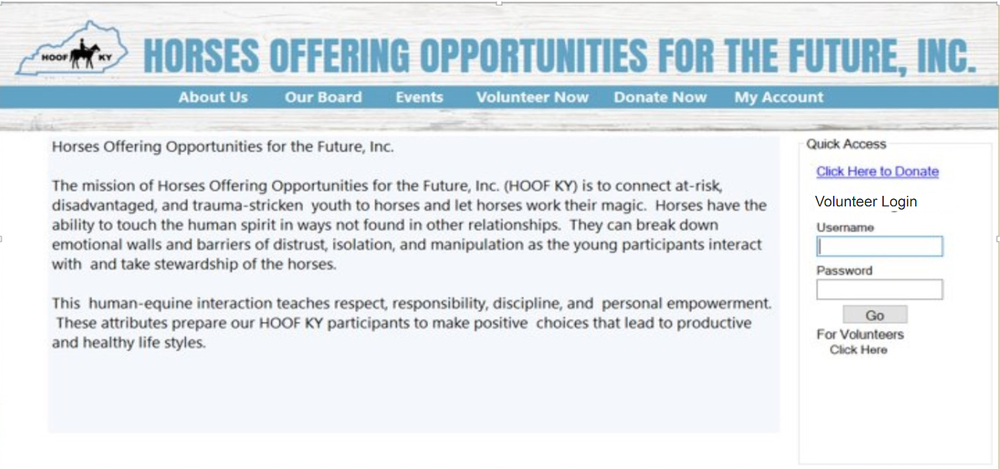 HOOF KY
HORSES OFFERING OPPORTUNITIES FOR THE FUTURE, INC.
About Us Our Board Events Volunteer Now Donate Now My Account
Horses Offering Opportunities for the Future, Inc.
The mission of Horses Offering Opportunities for the Future, Inc. (HOOF KY) is to connect at-risk,
disadvantaged, and trauma-stricken youth to horses and let horses work their magic. Horses have the
ability to touch the human spirit in ways not found in other relationships. They can break down
emotional walls and barriers of distrust, isolation, and manipulation as the young participants interact
with and take stewardship of the horses.
This human-equine interaction teaches respect, responsibility, discipline, and personal empowerment.
These attributes prepare our HOOF KY participants to make positive choices that lead to productive
and healthy life styles.
Quick Access
Click Here to Donate
Volunteer Login
Username
Password
Go
For Volunteers
Click Here